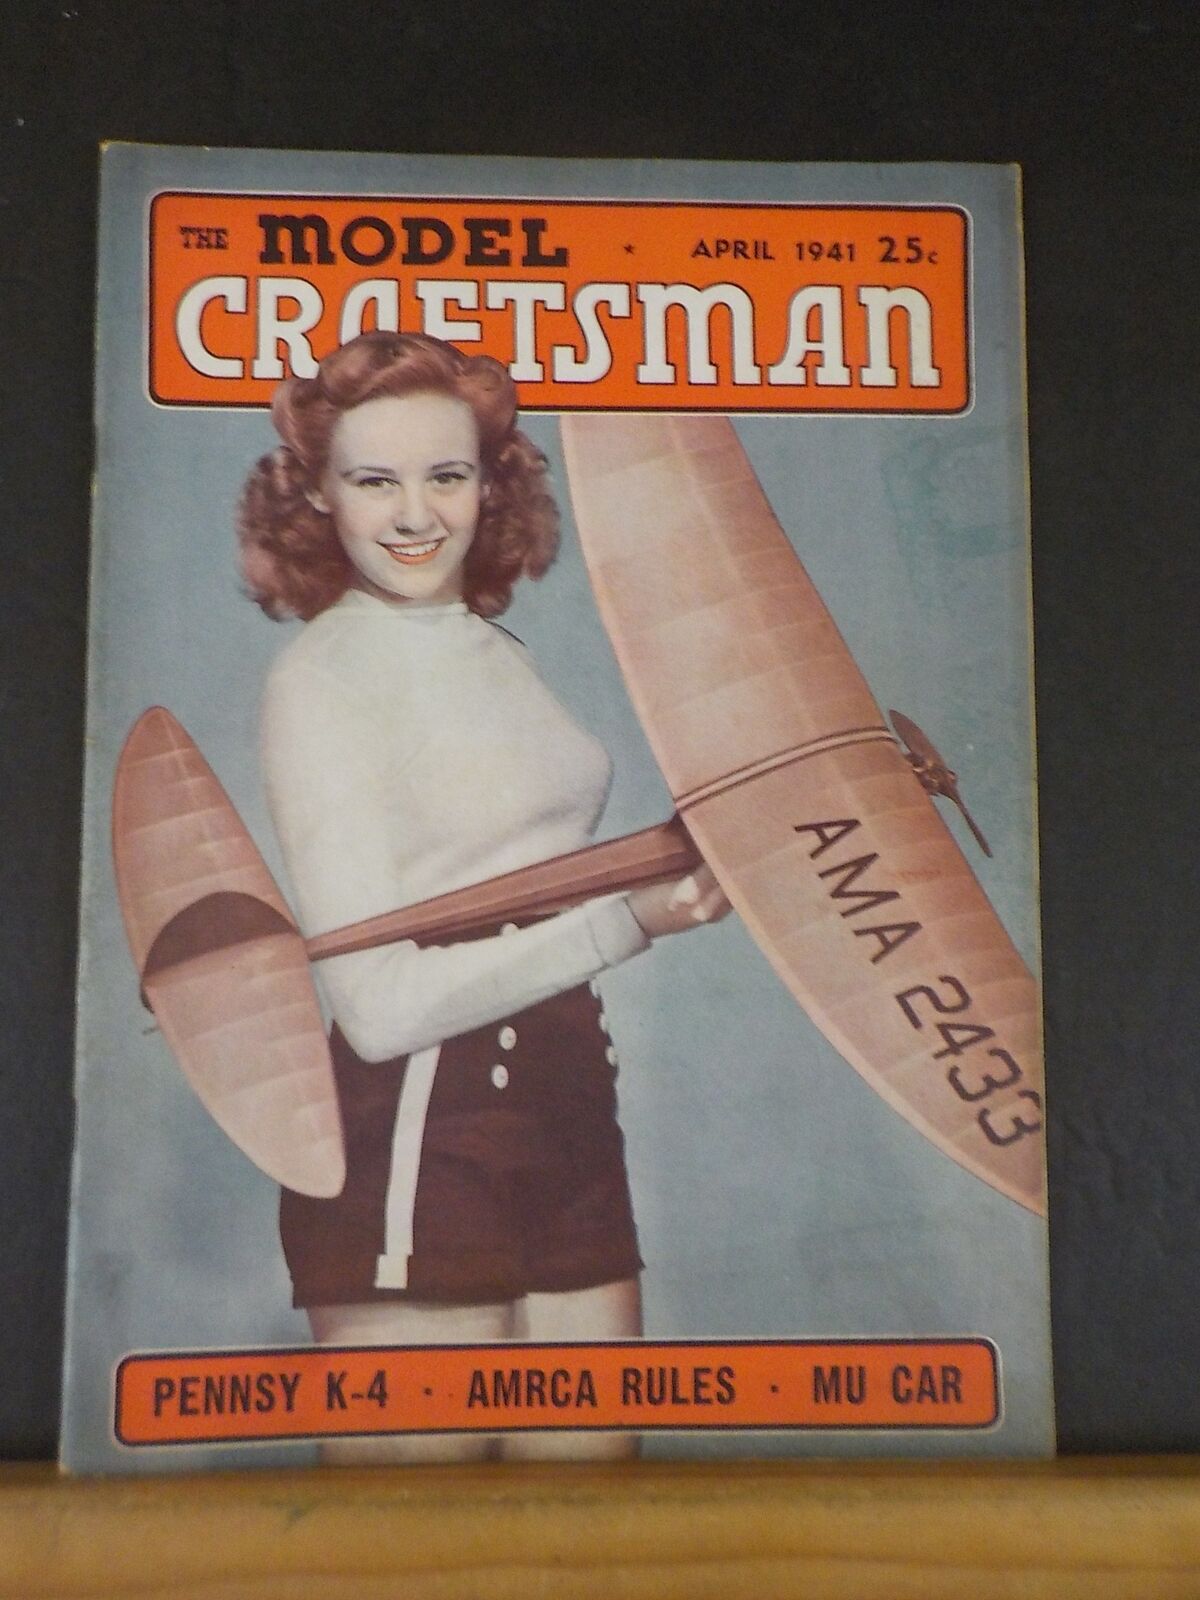 THE MODEL ★ APRIL 1941 25c
CRAFTSMAN
AMA 2433
PENNSY K-4 · AMRCA RULES · MU CAR